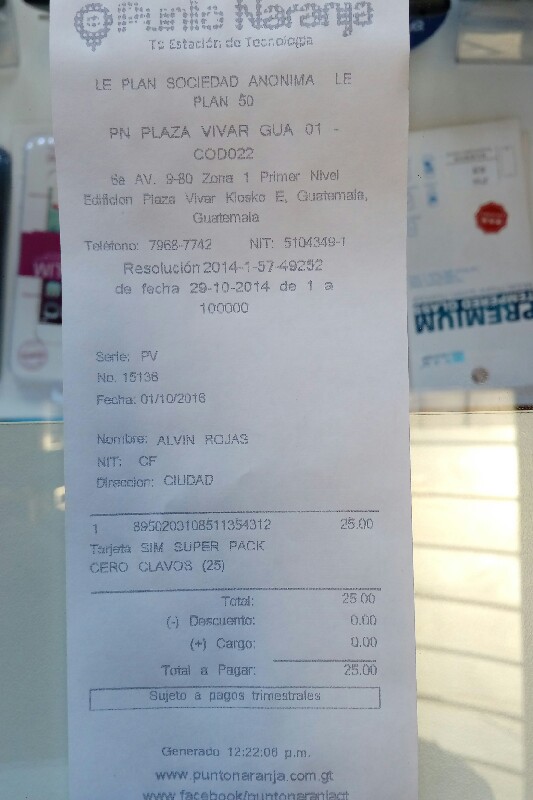 Punto Naranja
Tu Estación de Tecnología
LE PLAN SOCIEDAD ANONIMA LE
PLAN 50
PN PLAZA VIVAR GUA 01 -
COD022
6a AV. 9-80 Zona 1 Primer Nivel
Edificion Plaza Vivar Kiosko E, Guatemala,
Guatemala
Teléfono: 7968-7742 NIT: 5104349-1
Resolución 2014-1-57-49252
de fecha 29-10-2014 de 1 a
100000
Serie: PV
No. 15136
Fecha: 01/10/2016
Nombre: ALVIN ROJAS
NIT: CF
Direccion: CIUDAD
1 8950203108511354312 25.00
Tarjeta SIM SUPER PACK
CERO CLAVOS (25)
Total: 25.00
(-) Descuento: 0.00
(+) Cargo: 0.00
Total a Pagar: 25.00
Sujeto a pagos trimestrales
Generado 12:22:06 p.m.
www.puntonaranja.com.gt
www.facebook/puntonaranjagt
PREMIUM